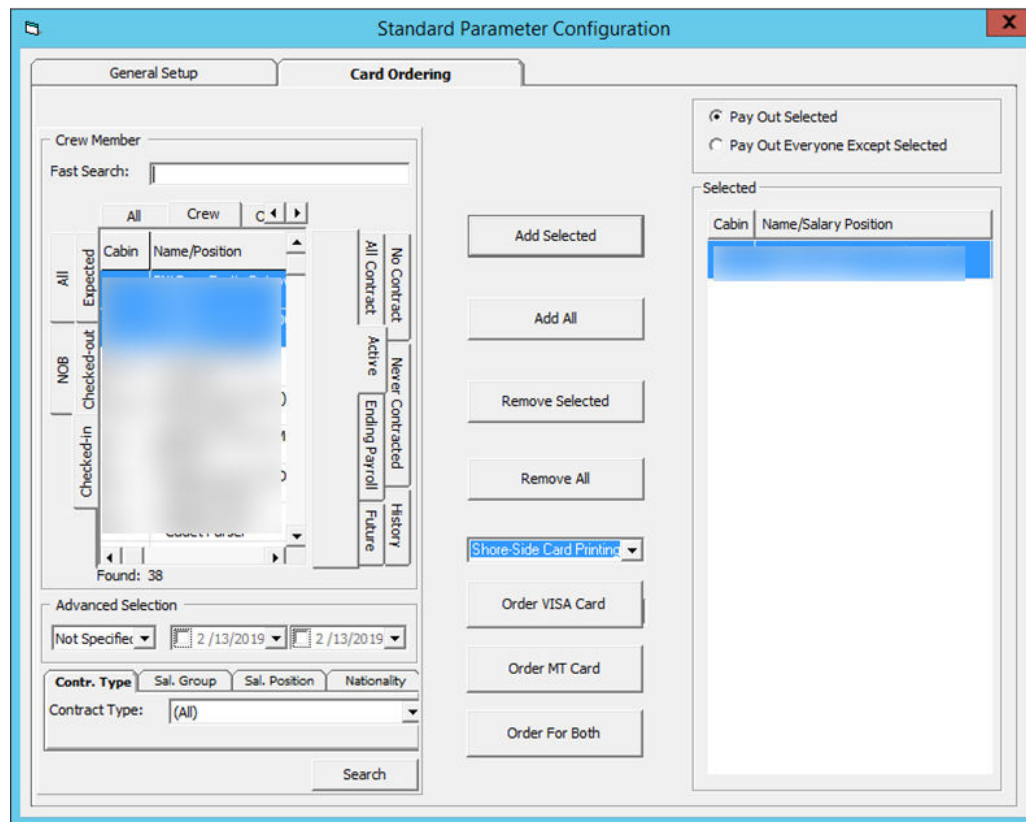 Standard Parameter Configuration
X
General Setup
Card Ordering
Crew Member
Fast Search:
All
Crew
Cabin
Name/Position
All
NOB
Expected
Checked-out
Checked-in
All Contract
Active
Ending Payroll
Future
No Contract
Never Contracted
History
Found: 38
Advanced Selection
Not Specified
2 /13/2019
2 /13/2019
Contr. Type
Sal. Group
Sal. Position
Nationality
Contract Type:
(All)
Search
Add Selected
Add All
Remove Selected
Remove All
Shore-Side Card Printing
Order VISA Card
Order MT Card
Order For Both
Pay Out Selected
Pay Out Everyone Except Selected
Selected
Cabin
Name/Salary Position